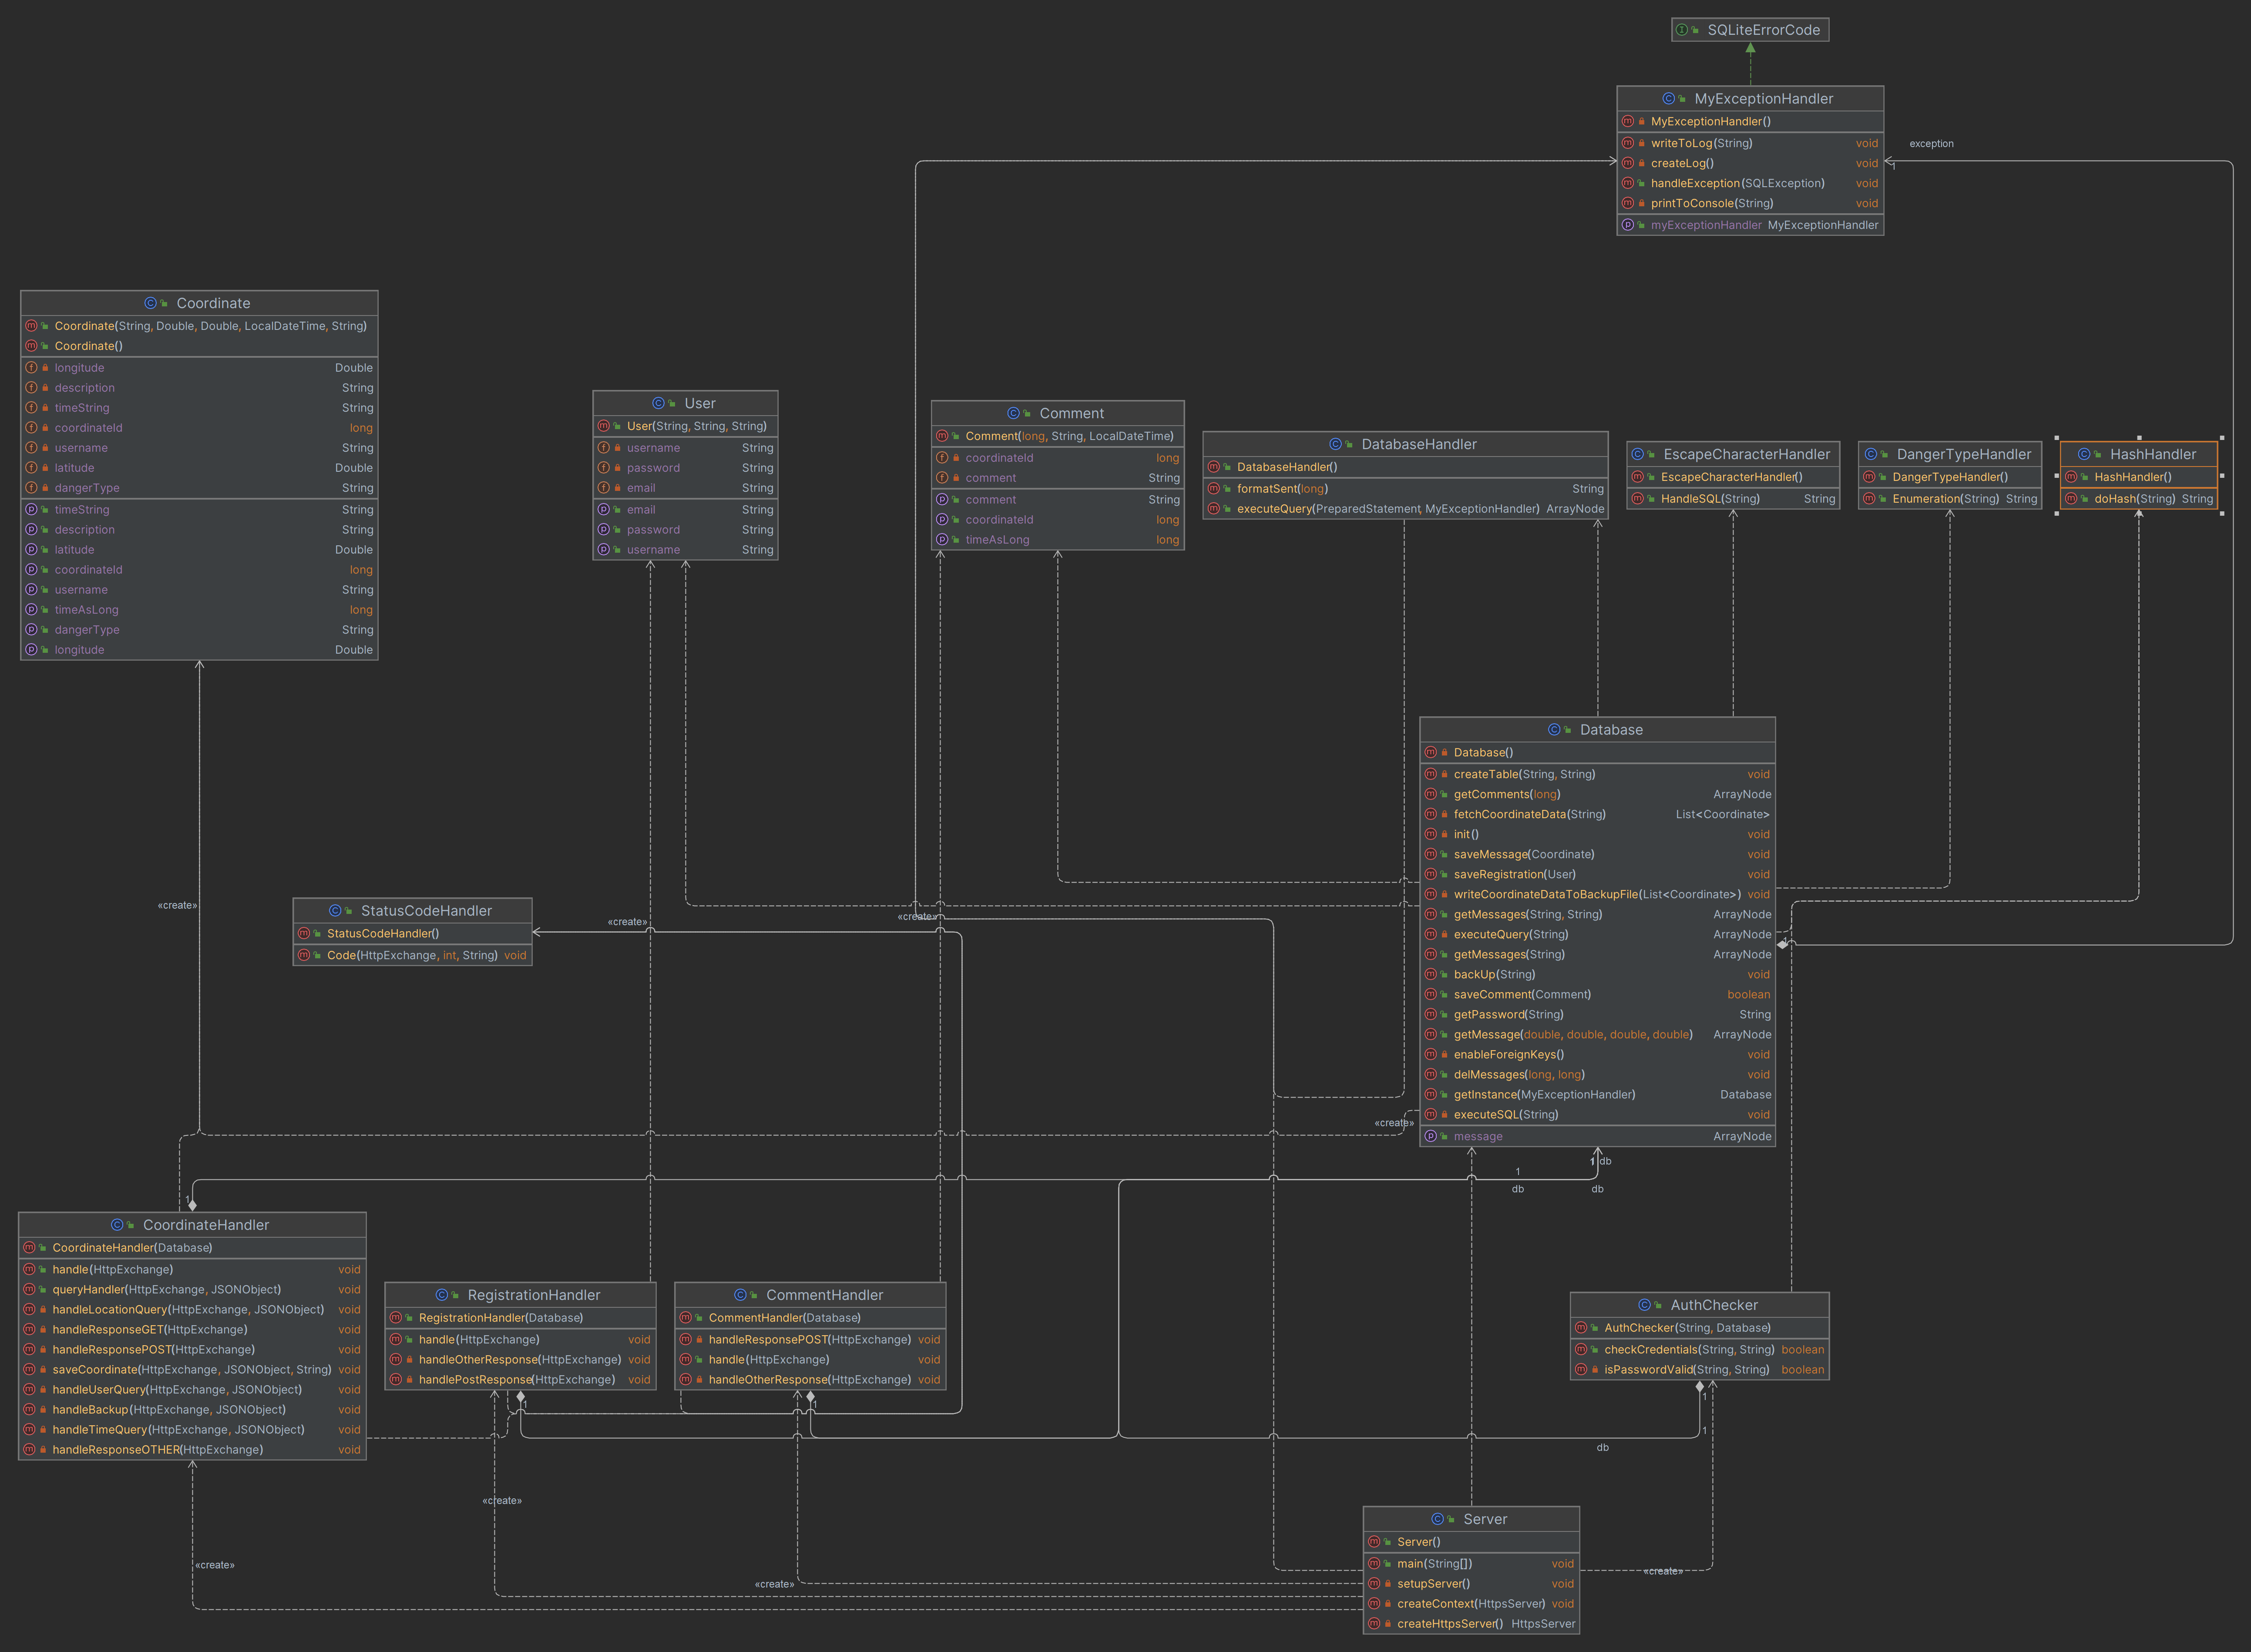 SQLiteErrorCode
MyExceptionHandler
MyExceptionHandler()
writeToLog(String) void
createLog() void
handleException(SQLException) void
printToConsole(String) void
myExceptionHandler MyExceptionHandler
exception
1
Coordinate
Coordinate(String, Double, Double, LocalDateTime, String)
Coordinate()
longitude Double
description String
timeString String
coordinateId long
username String
latitude Double
dangerType String
timeString String
description String
latitude Double
coordinateId long
username String
timeAsLong long
dangerType String
longitude Double
User
User(String, String, String)
username String
password String
email String
email String
password String
username String
Comment
Comment(long, String, LocalDateTime)
coordinateId long
comment String
comment String
coordinateId long
timeAsLong long
DatabaseHandler
DatabaseHandler()
formatSent(long) String
executeQuery(PreparedStatement, MyExceptionHandler) ArrayNode
EscapeCharacterHandler
EscapeCharacterHandler()
HandleSQL(String) String
DangerTypeHandler
DangerTypeHandler()
Enumeration(String) String
HashHandler
HashHandler()
doHash(String) String
Database
Database()
createTable(String, String) void
getComments(long) ArrayNode
fetchCoordinateData(String) List<Coordinate>
init() void
saveMessage(Coordinate) void
saveRegistration(User) void
writeCoordinateDataToBackupFile(List<Coordinate>) void
getMessages(String, String) ArrayNode
executeQuery(String) ArrayNode
getMessages(String) ArrayNode
backUp(String) void
saveComment(Comment) boolean
getPassword(String) String
getMessage(double, double, double, double) ArrayNode
enableForeignKeys() void
delMessages(long, long) void
getInstance(MyExceptionHandler) Database
executeSQL(String) void
message ArrayNode
1
«create»
StatusCodeHandler
StatusCodeHandler()
Code(HttpExchange, int, String) void
«create»
«create»
«create»
1 db
1
db
db
1
CoordinateHandler
CoordinateHandler(Database)
handle(HttpExchange) void
queryHandler(HttpExchange, JSONObject) void
handleLocationQuery(HttpExchange, JSONObject) void
handleResponseGET(HttpExchange) void
handleResponsePOST(HttpExchange) void
saveCoordinate(HttpExchange, JSONObject, String) void
handleUserQuery(HttpExchange, JSONObject) void
handleBackup(HttpExchange, JSONObject) void
handleTimeQuery(HttpExchange, JSONObject) void
handleResponseOTHER(HttpExchange) void
RegistrationHandler
RegistrationHandler(Database)
handle(HttpExchange) void
handleOtherResponse(HttpExchange) void
handlePostResponse(HttpExchange) void
1
CommentHandler
CommentHandler(Database)
handleResponsePOST(HttpExchange) void
handle(HttpExchange) void
handleOtherResponse(HttpExchange) void
1
AuthChecker
AuthChecker(String, Database)
checkCredentials(String, String) boolean
isPasswordValid(String, String) boolean
1
1
db
«create»
«create»
«create»
«create»
Server
Server()
main(String[]) void
setupServer() void
createContext(HttpsServer) void
createHttpsServer() HttpsServer